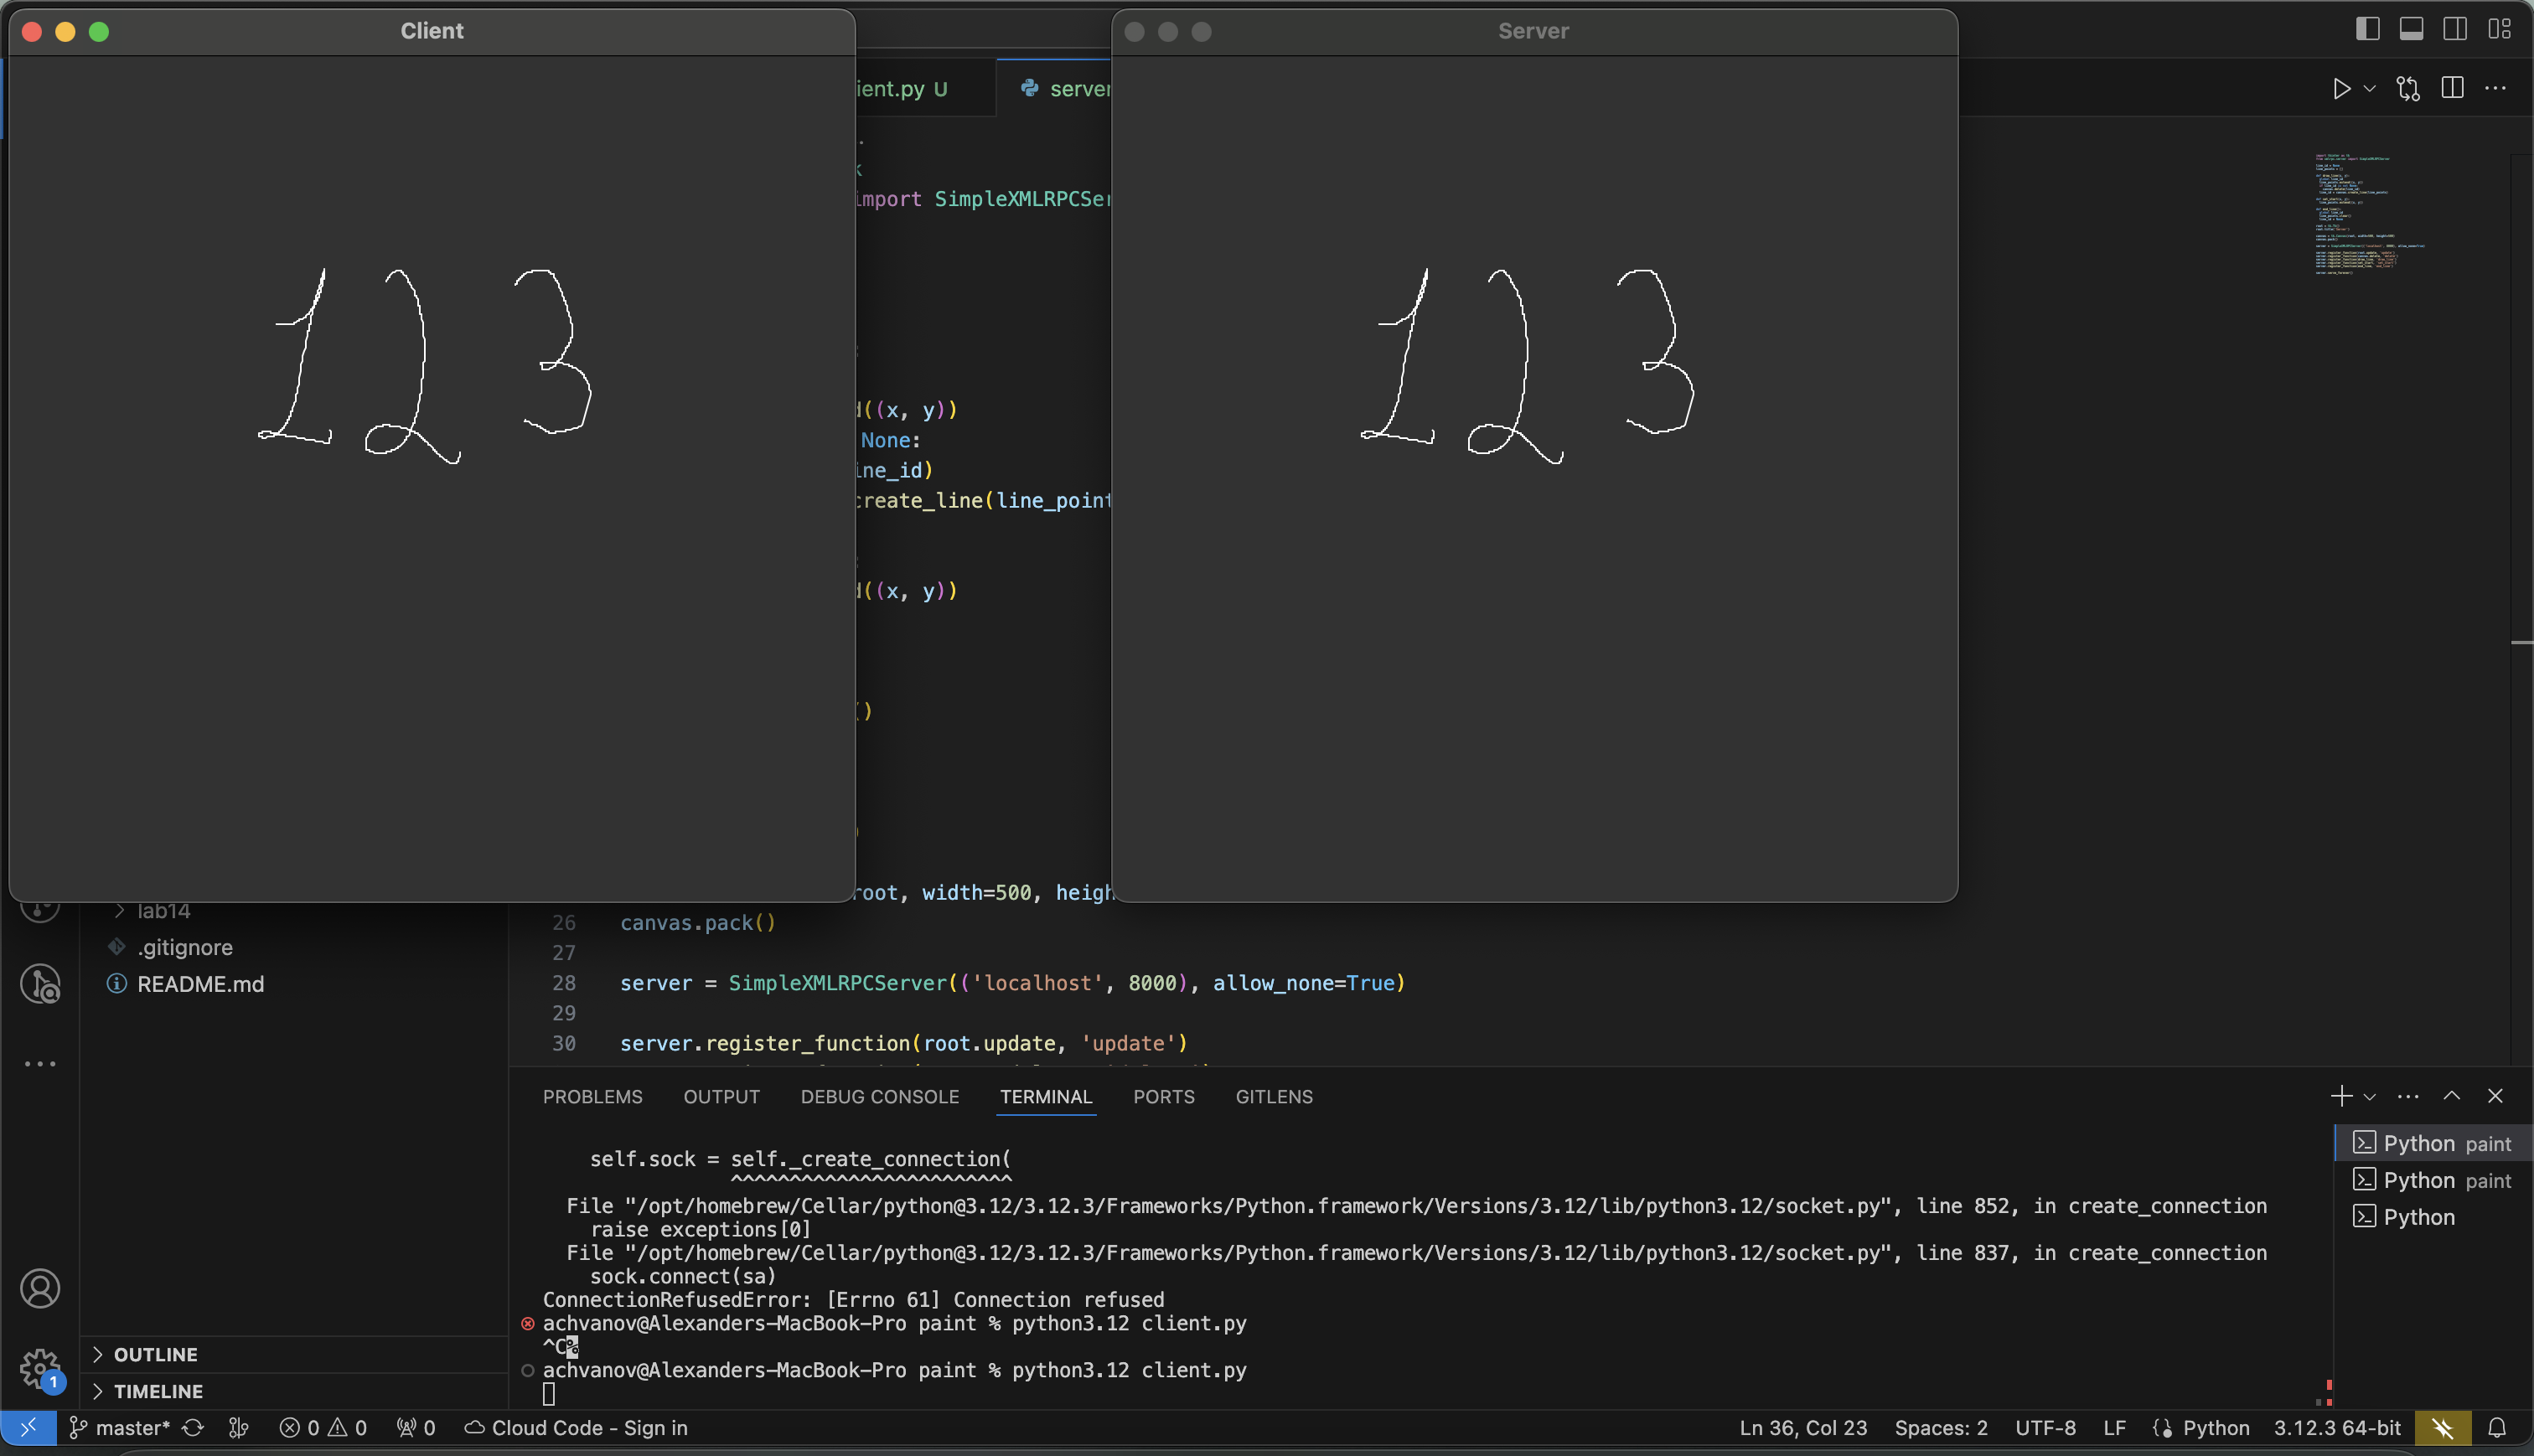 Client
Server
ient.py U
server
import SimpleXMLRPCSer
1 2 3
1 2 3
d((x, y))
None:
ine_id)
create_line(line_point
d((x, y))
()
)
root, width=500, heigh
lab14
.gitignore
README.md
26 canvas.pack()
27
28 server = SimpleXMLRPCServer(('localhost', 8000), allow_none=True)
29
30 server.register_function(root.update, 'update')
PROBLEMS OUTPUT DEBUG CONSOLE TERMINAL PORTS GITLENS
Python paint
Python paint
Python
self.sock = self._create_connection(
^^^^^^^^^^^^^^^^^^^^^^^^
File "/opt/homebrew/Cellar/python@3.12/3.12.3/Frameworks/Python.framework/Versions/3.12/lib/python3.12/socket.py", line 852, in create_connection
raise exceptions[0]
File "/opt/homebrew/Cellar/python@3.12/3.12.3/Frameworks/Python.framework/Versions/3.12/lib/python3.12/socket.py", line 837, in create_connection
sock.connect(sa)
ConnectionRefusedError: [Errno 61] Connection refused
achvanov@Alexanders-MacBook-Pro paint % python3.12 client.py
^C%
achvanov@Alexanders-MacBook-Pro paint % python3.12 client.py
OUTLINE
1
TIMELINE
master* 0 0 0 Cloud Code - Sign in Ln 36, Col 23 Spaces: 2 UTF-8 LF Python 3.12.3 64-bit